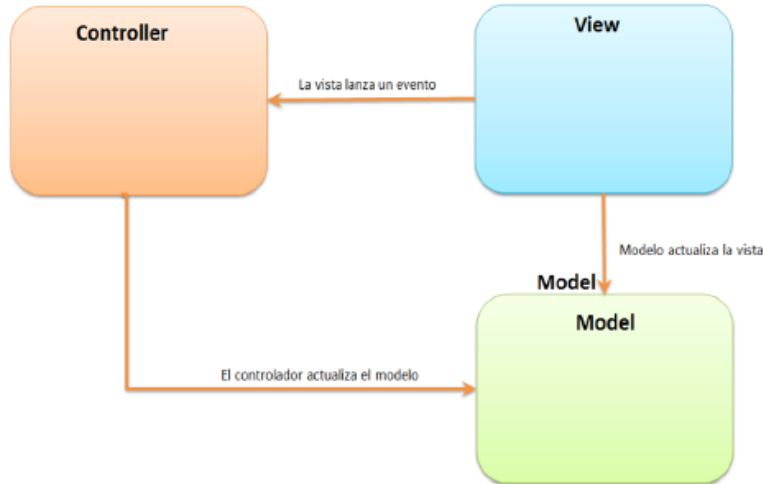 Controller
View
La vista lanza un evento
Modelo actualiza la vista
Model
Model
El controlador actualiza el modelo